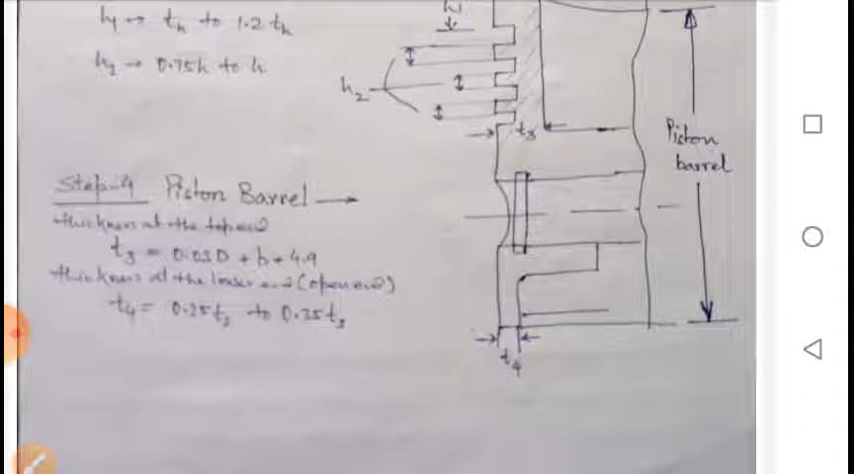 h₁ → tₕ to 1.2 tₕ
h₂ → 0.75h to h
h₁
h₂
t₃
Piston
barrel
Step-4 Piston Barrel →
thickness at the top end
t₃ = 0.03D + b + 4.9
thickness at the lower end (open end)
t₄ = 0.25t₃ to 0.35t₃
t₄